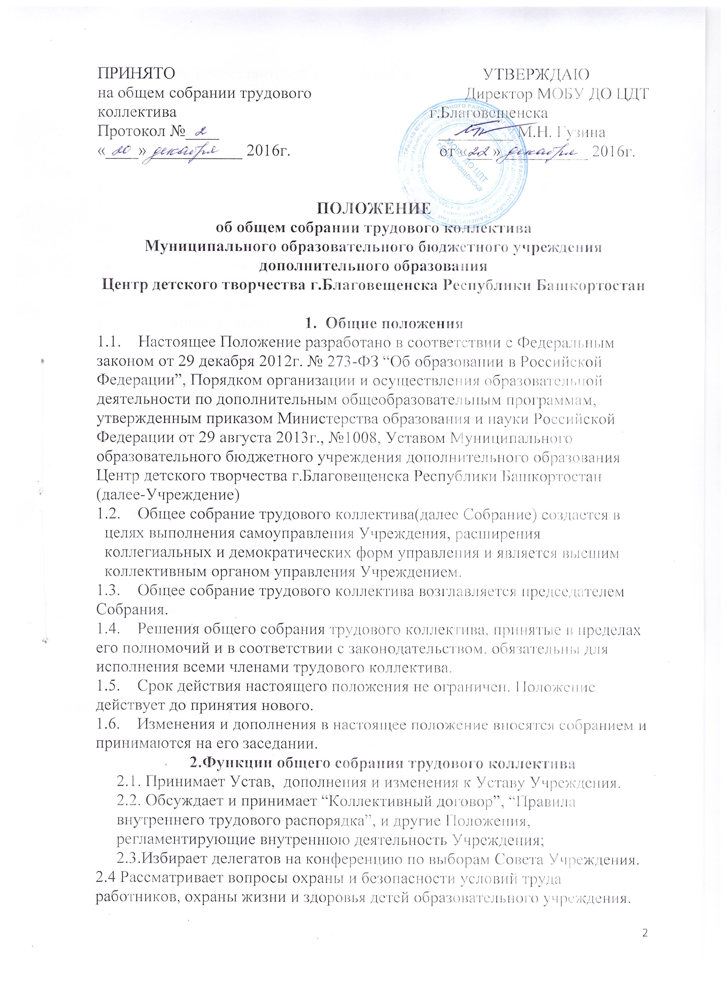 ПРИНЯТО
на общем собрании трудового
коллектива
Протокол № 2
«20» декабря 2016г.
УТВЕРЖДАЮ
Директор МОБУ ДО ЦДТ
г.Благовещенска
М.Н. Гузина
от «22» декабря 2016г.
МОБУ ДО ЦДТ
г.Благовещенска
ПОЛОЖЕНИЕ
об общем собрании трудового коллектива
Муниципального образовательного бюджетного учреждения
дополнительного образования
Центр детского творчества г.Благовещенска Республики Башкортостан
1. Общие положения
1.1. Настоящее Положение разработано в соответствии с Федеральным
законом от 29 декабря 2012г. № 273-ФЗ “Об образовании в Российской
Федерации”, Порядком организации и осуществления образовательной
деятельности по дополнительным общеобразовательным программам,
утвержденным приказом Министерства образования и науки Российской
Федерации от 29 августа 2013г., №1008, Уставом Муниципального
образовательного бюджетного учреждения дополнительного образования
Центр детского творчества г.Благовещенска Республики Башкортостан
(далее-Учреждение)
1.2. Общее собрание трудового коллектива(далее Собрание) создается в
целях выполнения самоуправления Учреждения, расширения
коллегиальных и демократических форм управления и является высшим
коллективным органом управления Учреждением.
1.3. Общее собрание трудового коллектива возглавляется председателем
Собрания.
1.4. Решения общего собрания трудового коллектива, принятые в пределах
его полномочий и в соответствии с законодательством, обязательны для
исполнения всеми членами трудового коллектива.
1.5. Срок действия настоящего положения не ограничен. Положение
действует до принятия нового.
1.6. Изменения и дополнения в настоящее положение вносятся собранием и
принимаются на его заседании.
2.Функции общего собрания трудового коллектива
2.1. Принимает Устав, дополнения и изменения к Уставу Учреждения.
2.2. Обсуждает и принимает “Коллективный договор”, “Правила
внутреннего трудового распорядка”, и другие Положения,
регламентирующие внутреннюю деятельность Учреждения;
2.3.Избирает делегатов на конференцию по выборам Совета Учреждения.
2.4 Рассматривает вопросы охраны и безопасности условий труда
работников, охраны жизни и здоровья детей образовательного учреждения.
2